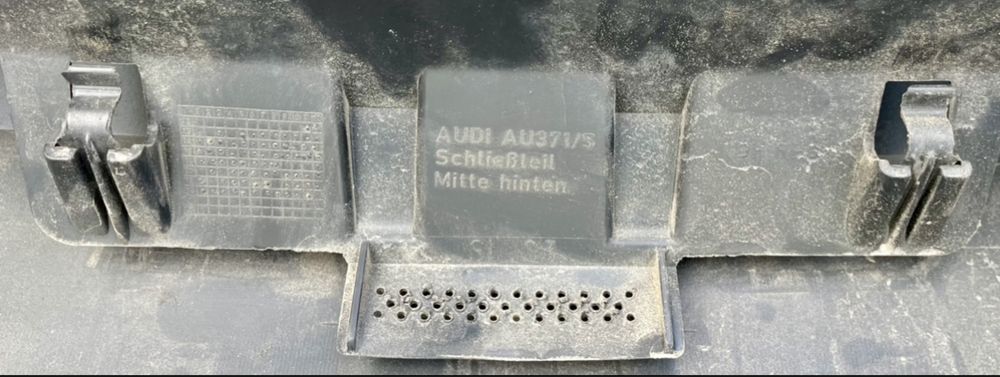 AUDI AU371/5
Schließteil
Mitte hinten